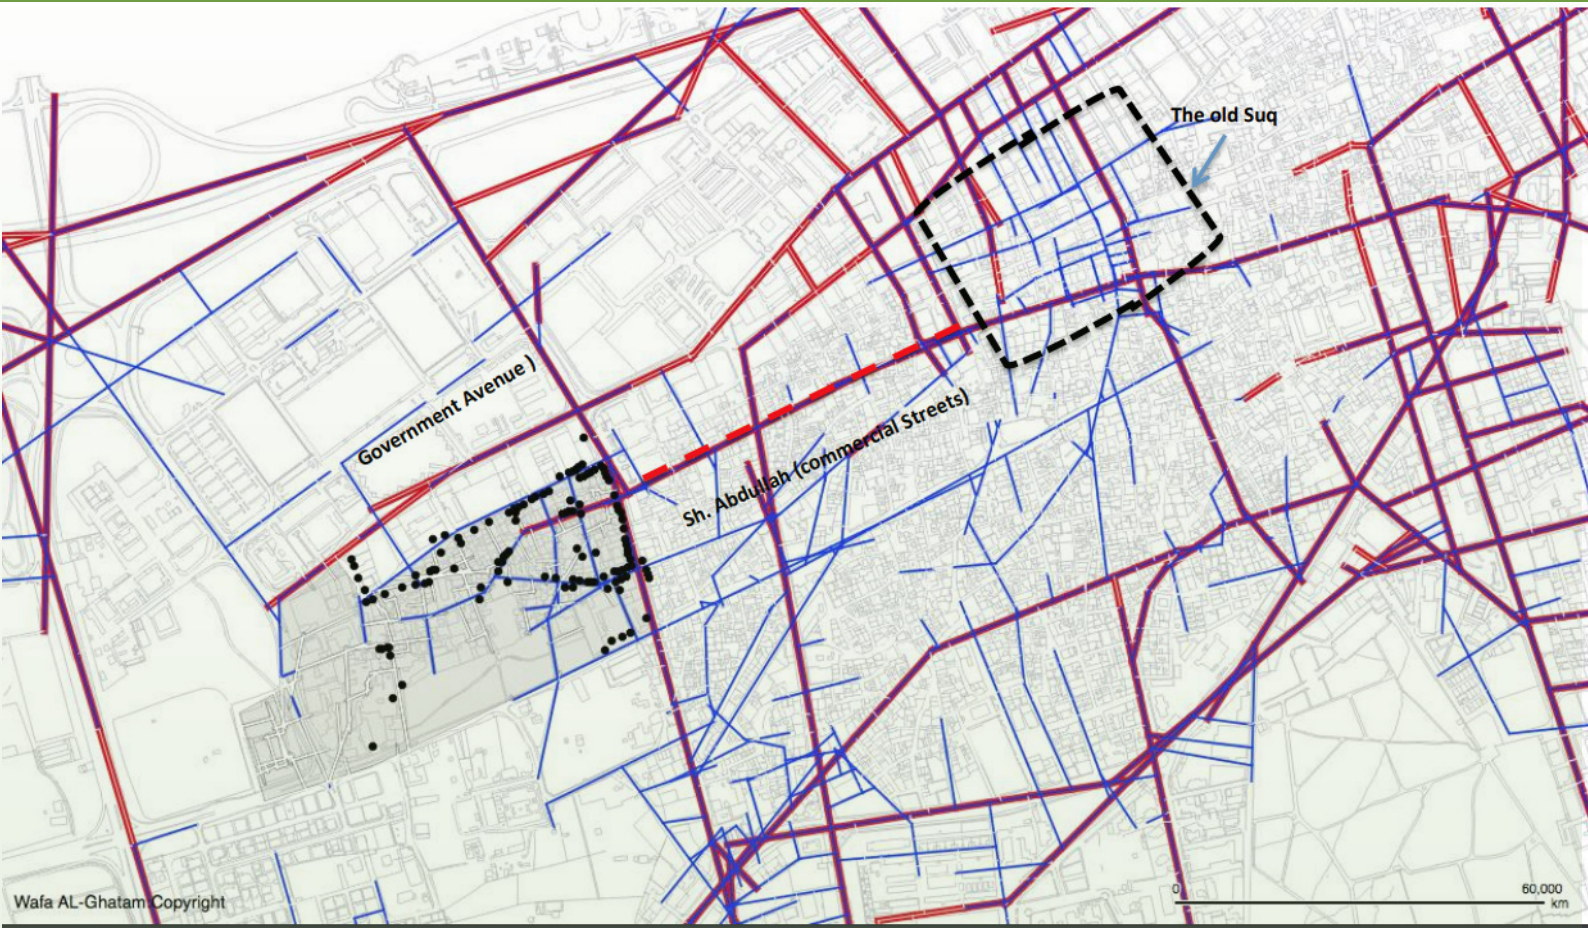 The old Suq
Government Avenue )
Sh. Abdullah (commercial Streets)
Wafa AL-Ghatam Copyright
0
60,000
km